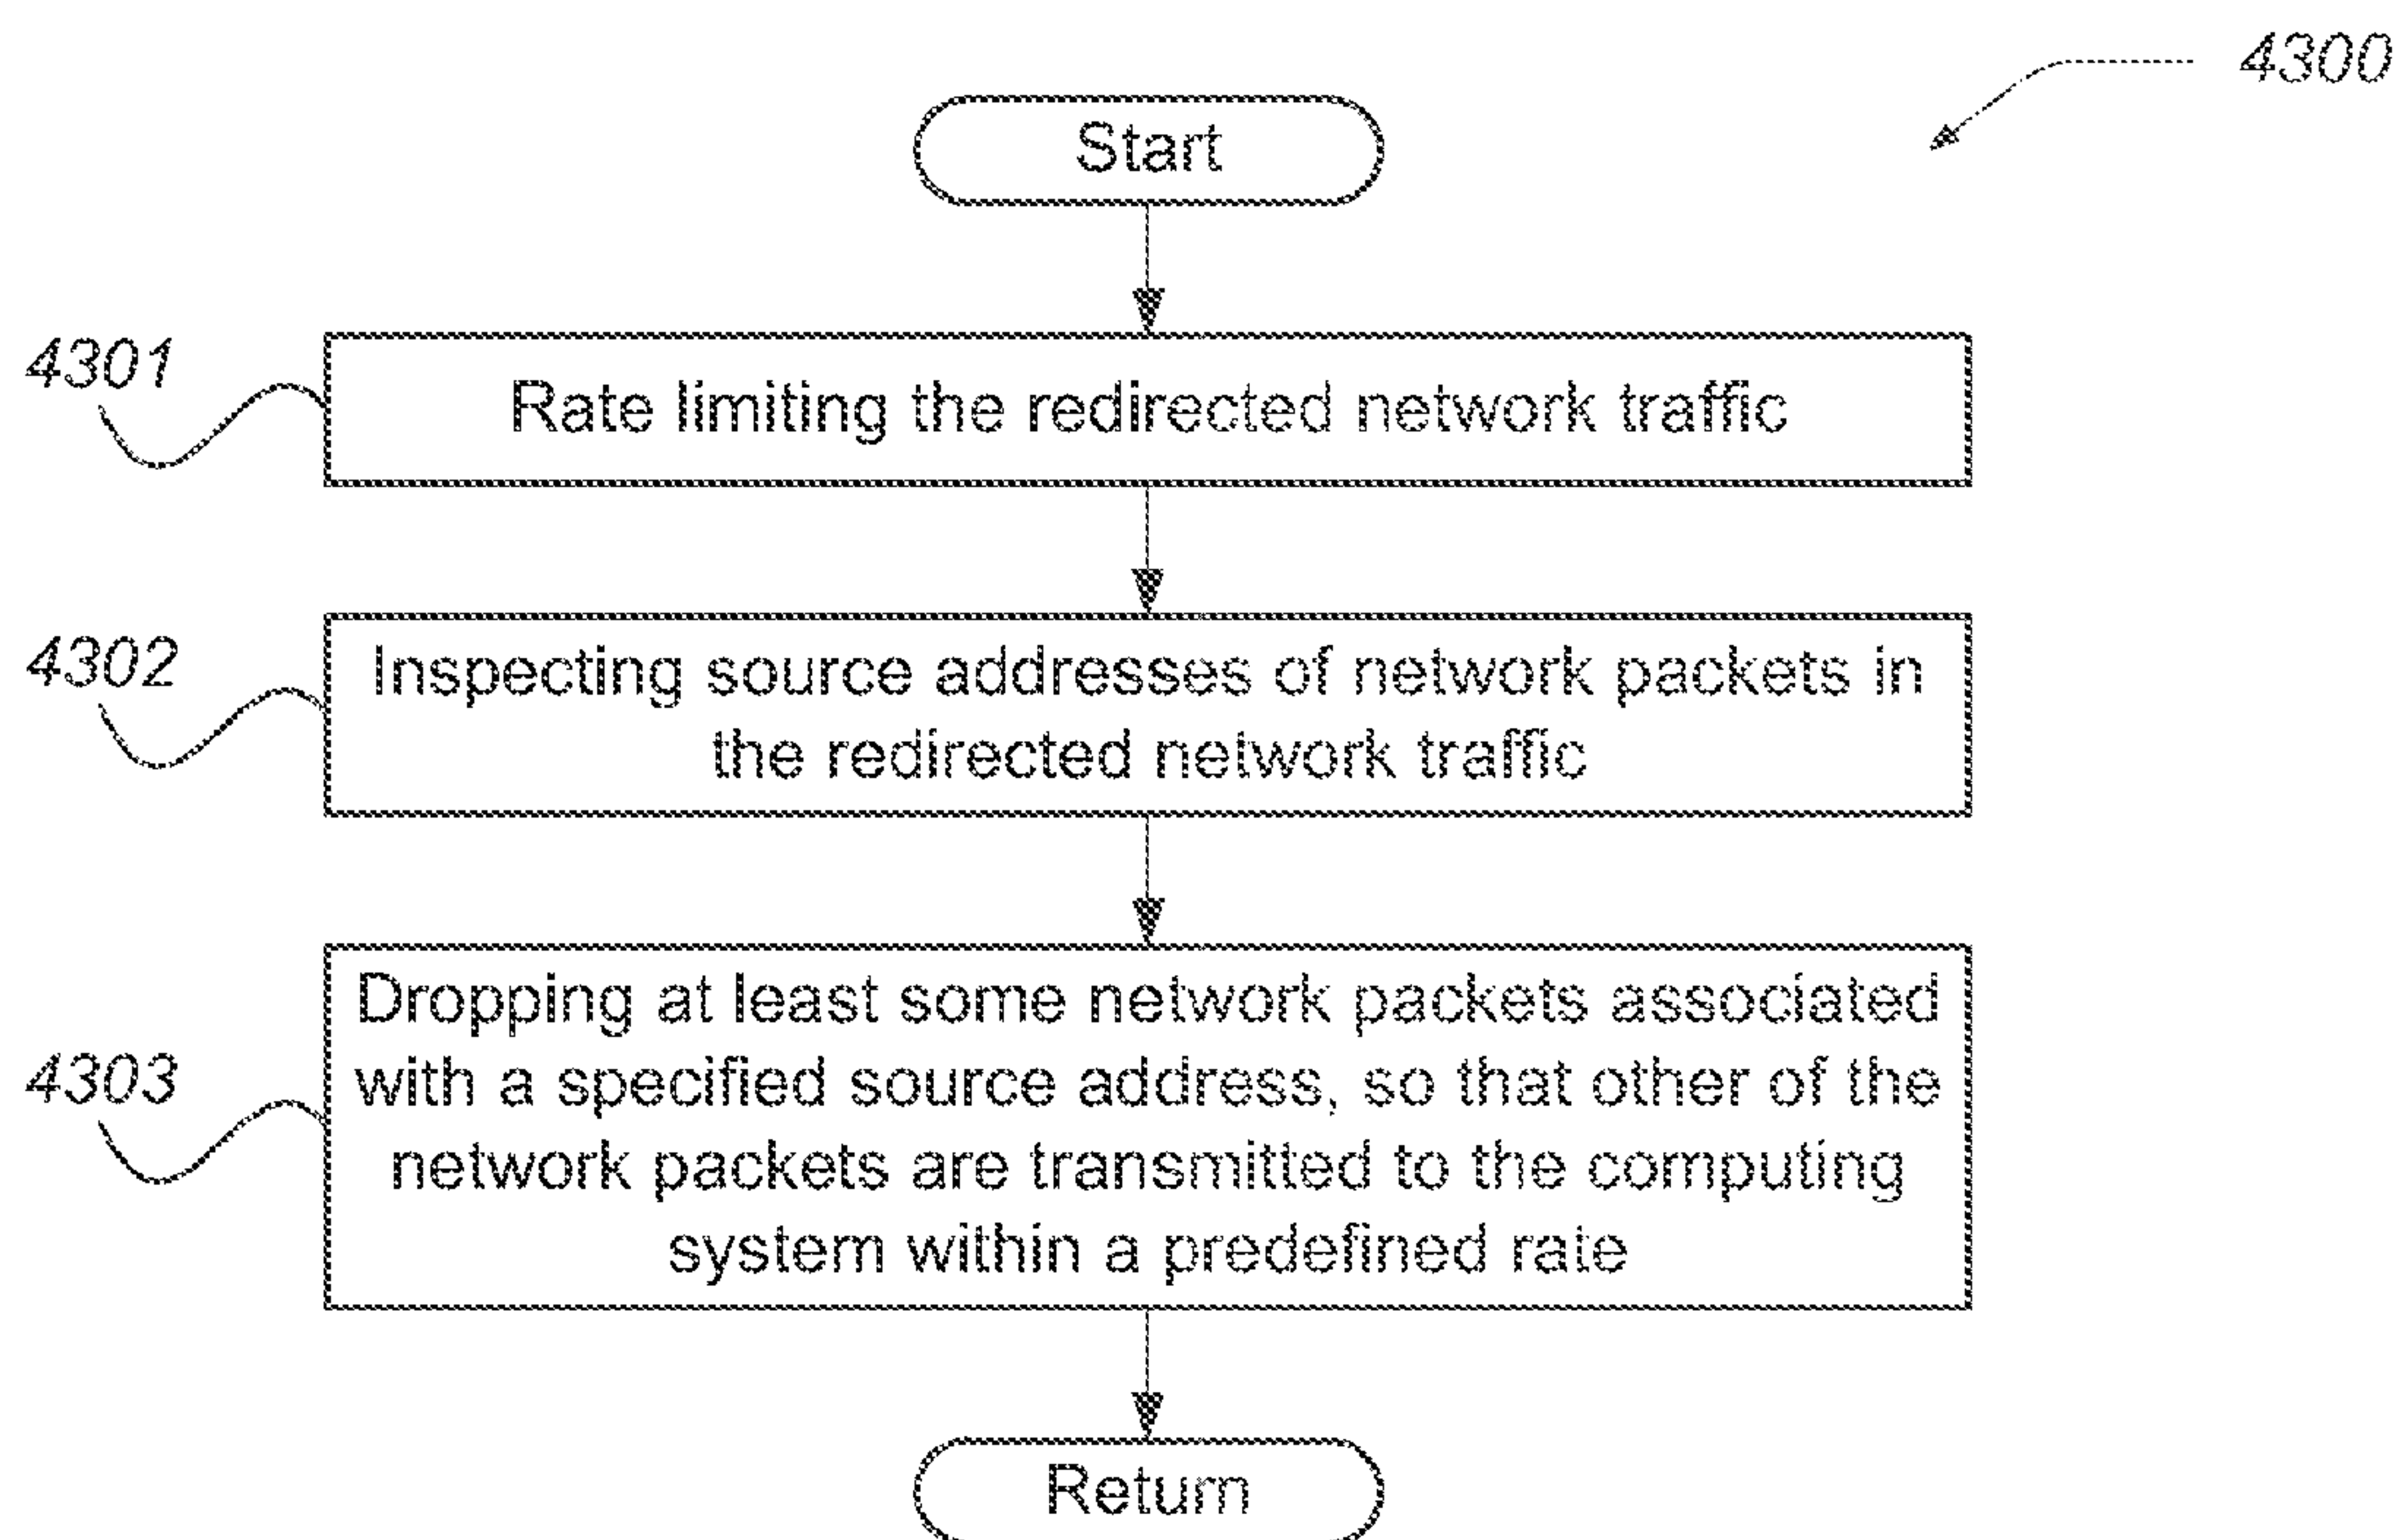 4300
Start
4301
Rate limiting the redirected network traffic
4302
Inspecting source addresses of network packets in
the redirected network traffic
4303
Dropping at least some network packets associated
with a specified source address, so that other of the
network packets are transmitted to the computing
system within a predefined rate
Return